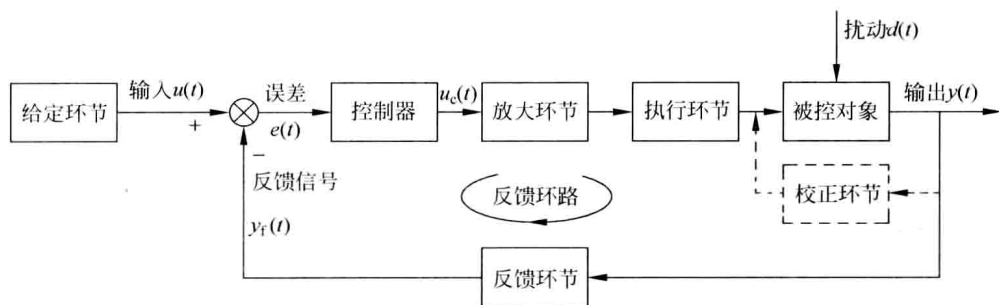 扰动d(t)
给定环节
输入u(t)
+
误差
e(t)
控制器
u_c(t)
放大环节
执行环节
被控对象
输出y(t)
−
反馈信号
y_f(t)
反馈环路
校正环节
反馈环节